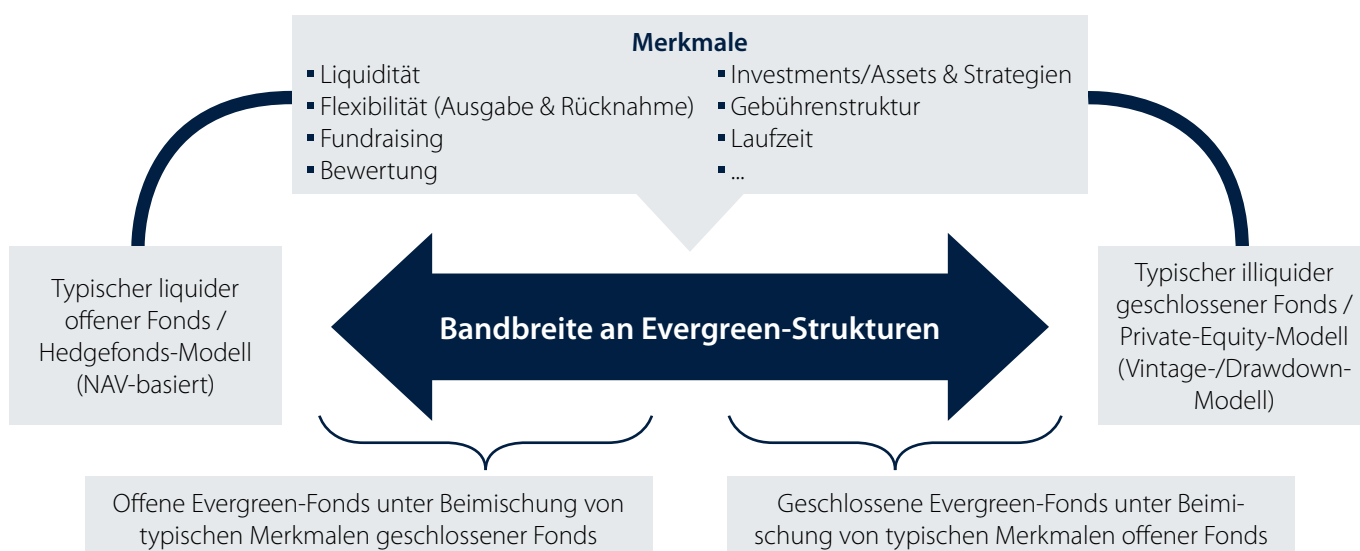 Merkmale
▪ Liquidität
▪ Flexibilität (Ausgabe & Rücknahme)
▪ Fundraising
▪ Bewertung
▪ Investments/Assets & Strategien
▪ Gebührenstruktur
▪ Laufzeit
▪ ...
Typischer liquider
offener Fonds /
Hedgefonds-Modell
(NAV-basiert)
Bandbreite an Evergreen-Strukturen
Typischer illiquider
geschlossener Fonds /
Private-Equity-Modell
(Vintage-/Drawdown-
Modell)
Offene Evergreen-Fonds unter Beimischung von
typischen Merkmalen geschlossener Fonds
Geschlossene Evergreen-Fonds unter Beimi-
schung von typischen Merkmalen offener Fonds